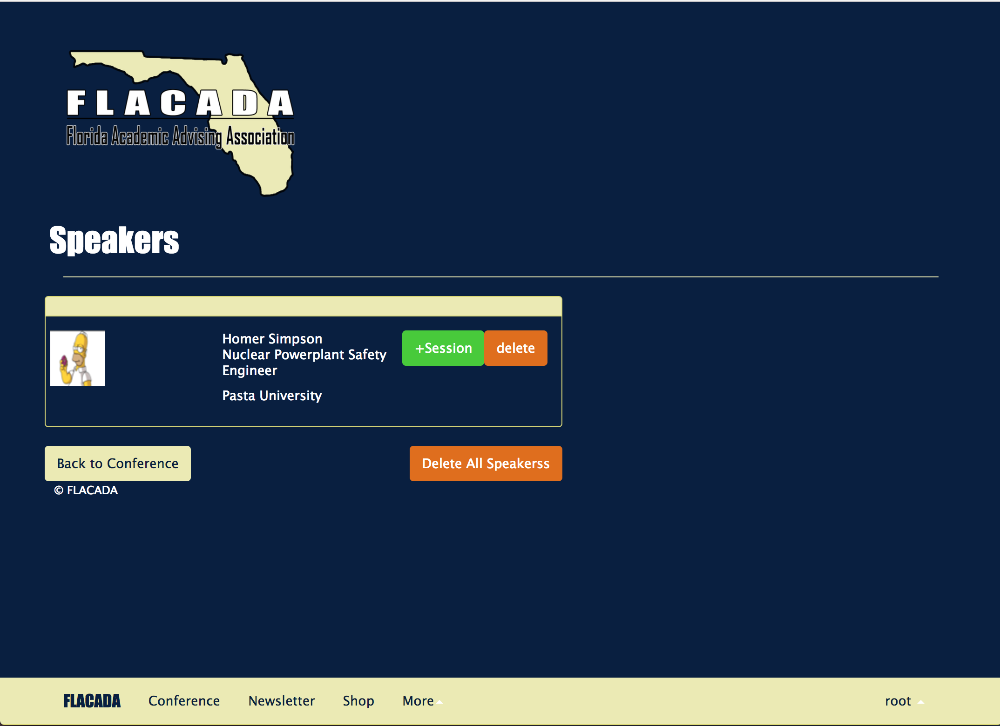 FLACADA
Florida Academic Advising Association
Speakers
Homer Simpson
Nuclear Powerplant Safety
Engineer
Pasta University
+Session
delete
Back to Conference
Delete All Speakerss
© FLACADA
FLACADA
Conference
Newsletter
Shop
More
root